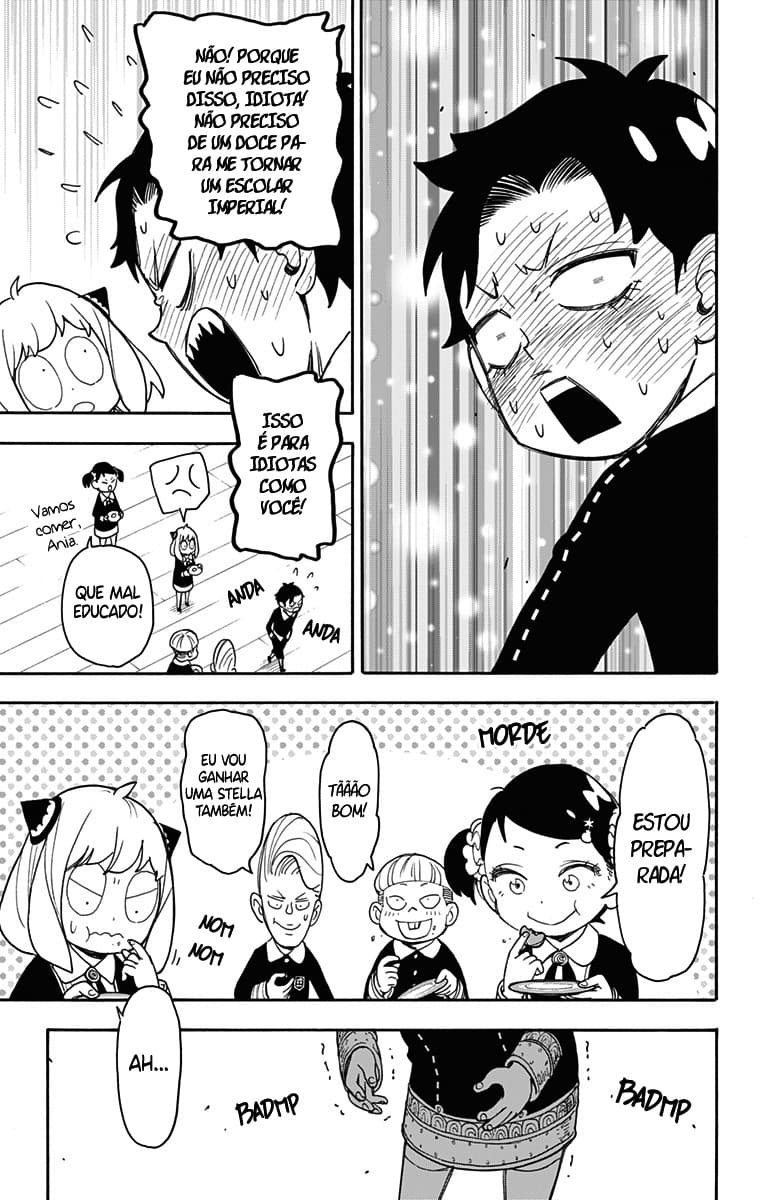 NÃO! PORQUE
EU NÃO PRECISO
DISSO, IDIOTA!
NÃO PRECISO
DE UM DOCE PA-
RA ME TORNAR
UM ESCOLAR
IMPERIAL!
ISSO
É PARA
IDIOTAS
COMO
VOCÊ!
Vamos
comer,
Ania.
QUE MAL
EDUCADO!
ANDA
ANDA
MORDE
ESTOU
PREPA-
RADA!
TÃÃÃO
BOM!
EU VOU
GANHAR
UMA STELLA
TAMBÉM!
NOM
NOM
AH...
BADMP
BADMP